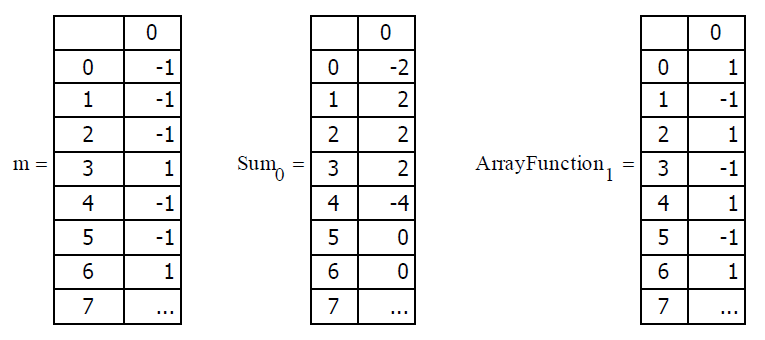 0 0 0
0 -1 0 -2 0 1
1 -1 1 2 1 -1
2 -1 2 2 2 1
m = 3 1 Sum0 = 3 2 ArrayFunction1 = 3 -1
4 -1 4 -4 4 1
5 -1 5 0 5 -1
6 1 6 0 6 1
7 ... 7 ... 7 ...